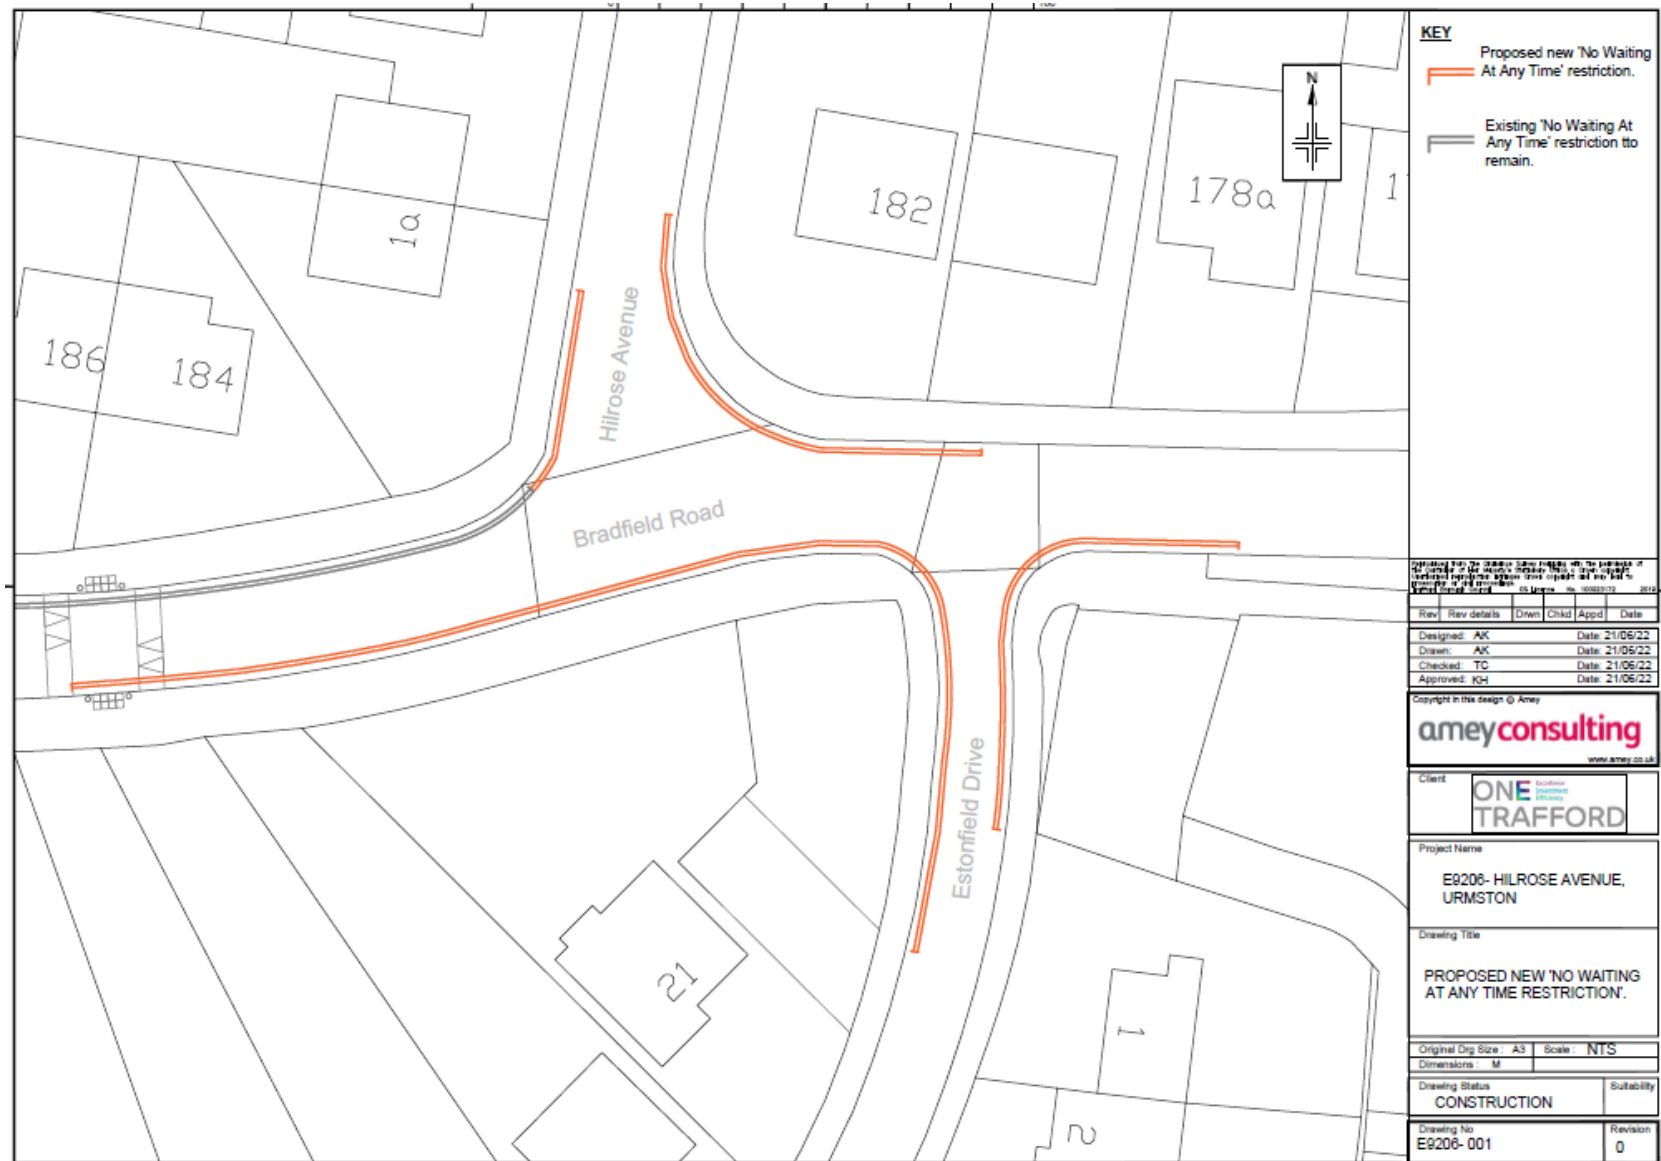 KEY
Proposed new 'No Waiting
At Any Time' restriction.
Existing 'No Waiting At
Any Time' restriction tto
remain.
N
182
178a
1a
186
184
Hilrose Avenue
Bradfield Road
Estonfield Drive
21
1
2
Rev Rev details Drwn Chkd Appd Date
Designed: AK Date: 21/06/22
Drawn: AK Date: 21/06/22
Checked: TC Date: 21/06/22
Approved: KH Date: 21/06/22
Copyright in this design @ Amey
ameyconsulting
www.amey.co.uk
Client
ONE
Excellence
Investment
Efficiency
TRAFFORD
Project Name
E9206- HILROSE AVENUE,
URMSTON
Drawing Title
PROPOSED NEW 'NO WAITING
AT ANY TIME RESTRICTION'.
Original Drg Size : A3 Scale : NTS
Dimensions : M
Drawing Status Suitability
CONSTRUCTION
Drawing No Revision
E9206- 001 0